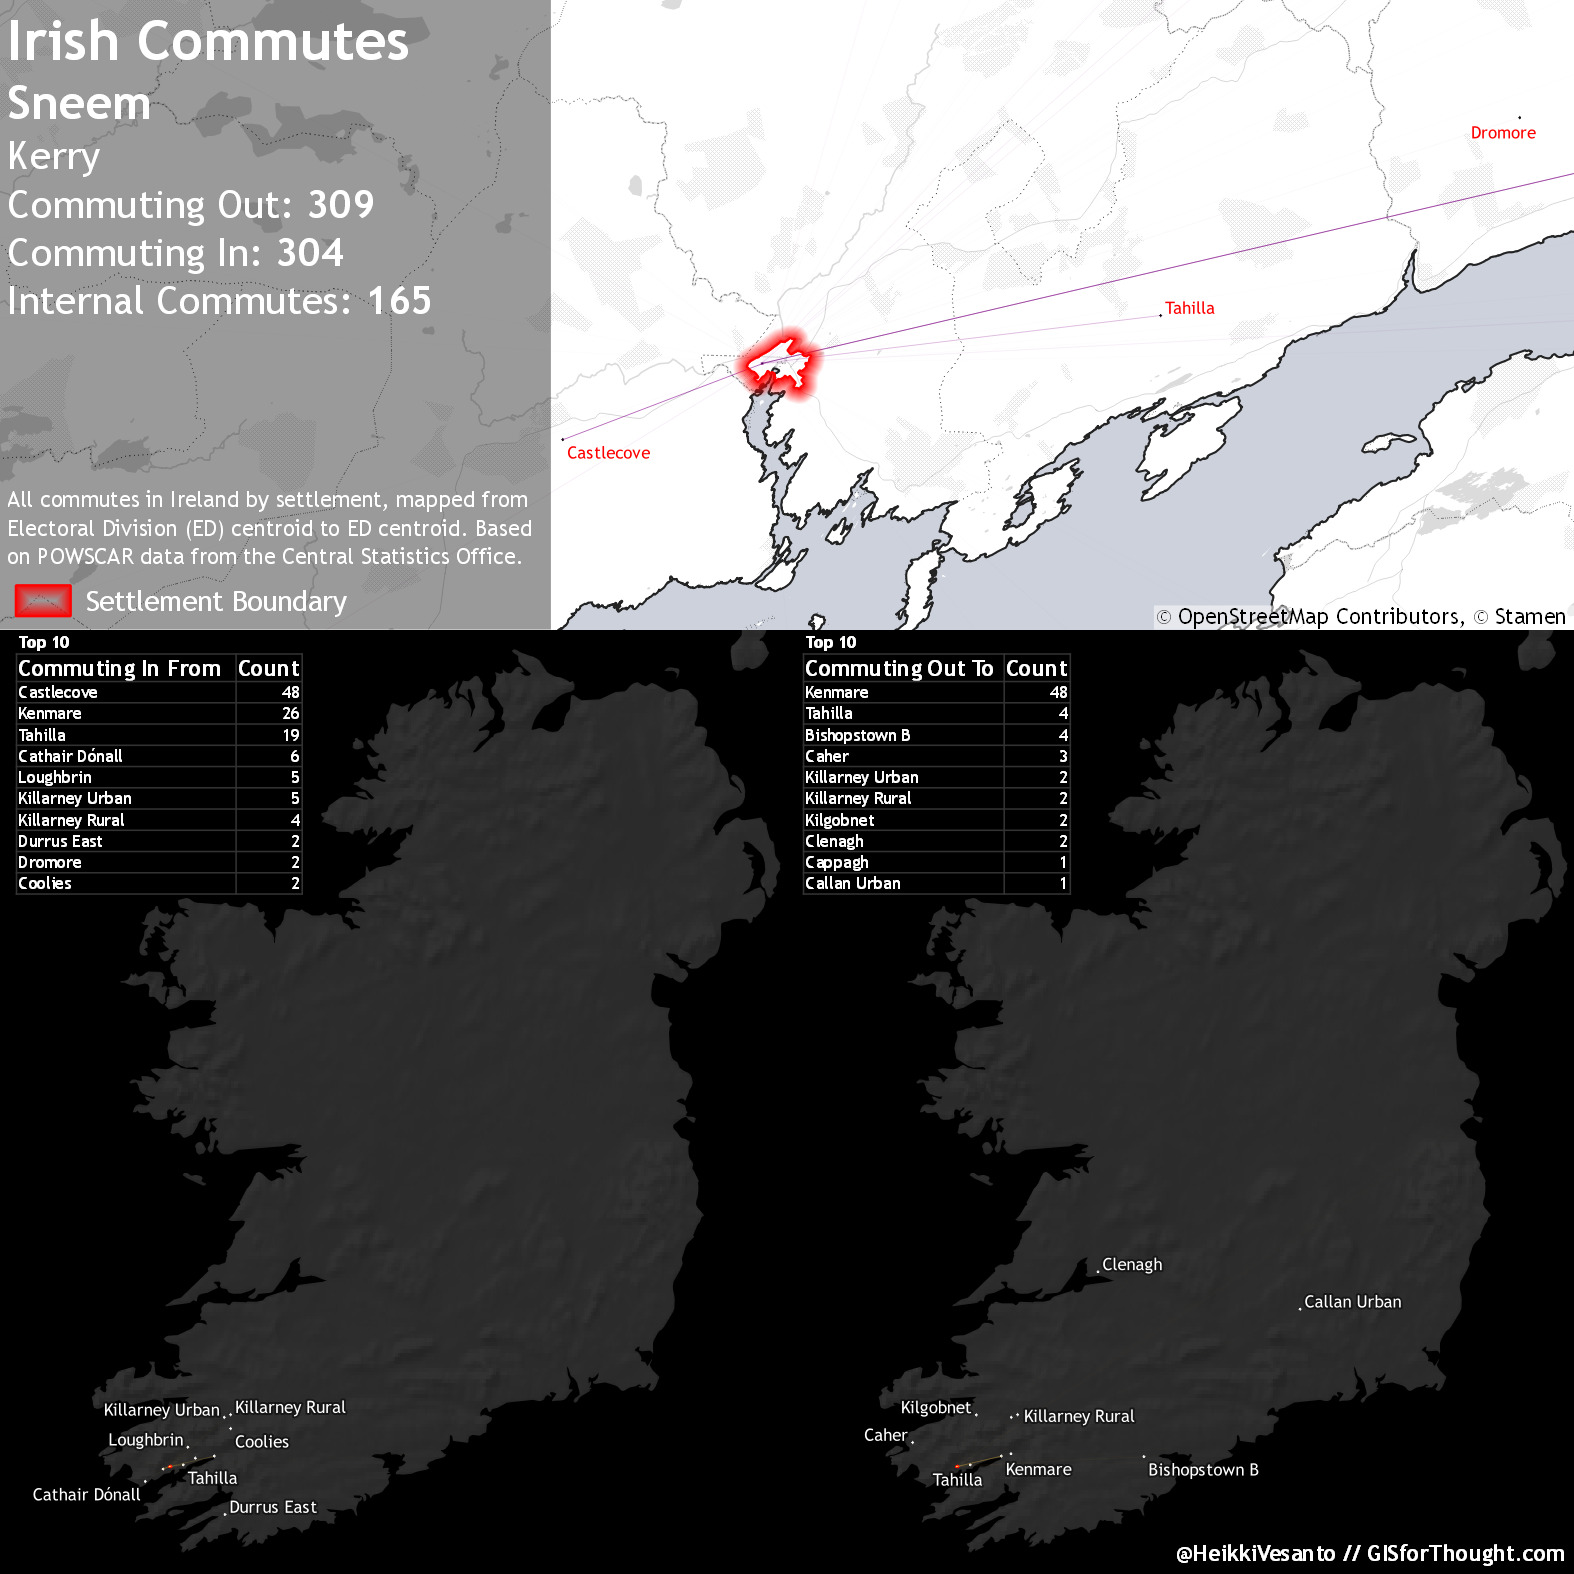 Irish Commutes
Sneem
Kerry
Commuting Out: 309
Commuting In: 304
Internal Commutes: 165
All commutes in Ireland by settlement, mapped from
Electoral Division (ED) centroid to ED centroid. Based
on POWSCAR data from the Central Statistics Office.
Settlement Boundary
Dromore
Tahilla
Castlecove
© OpenStreetMap Contributors, © Stamen
Top 10
Commuting In From Count
Castlecove 48
Kenmare 26
Tahilla 19
Cathair Dónall 6
Loughbrin 5
Killarney Urban 5
Killarney Rural 4
Durrus East 2
Dromore 2
Coolies 2
Killarney Urban
Killarney Rural
Loughbrin
Coolies
Tahilla
Cathair Dónall
Durrus East
Top 10
Commuting Out To Count
Kenmare 48
Tahilla 4
Bishopstown B 4
Caher 3
Killarney Urban 2
Killarney Rural 2
Kilgobnet 2
Clenagh 2
Cappagh 1
Callan Urban 1
Clenagh
Callan Urban
Kilgobnet
Killarney Rural
Caher
Kenmare
Tahilla
Bishopstown B
@HeikkiVesanto // GISforThought.com